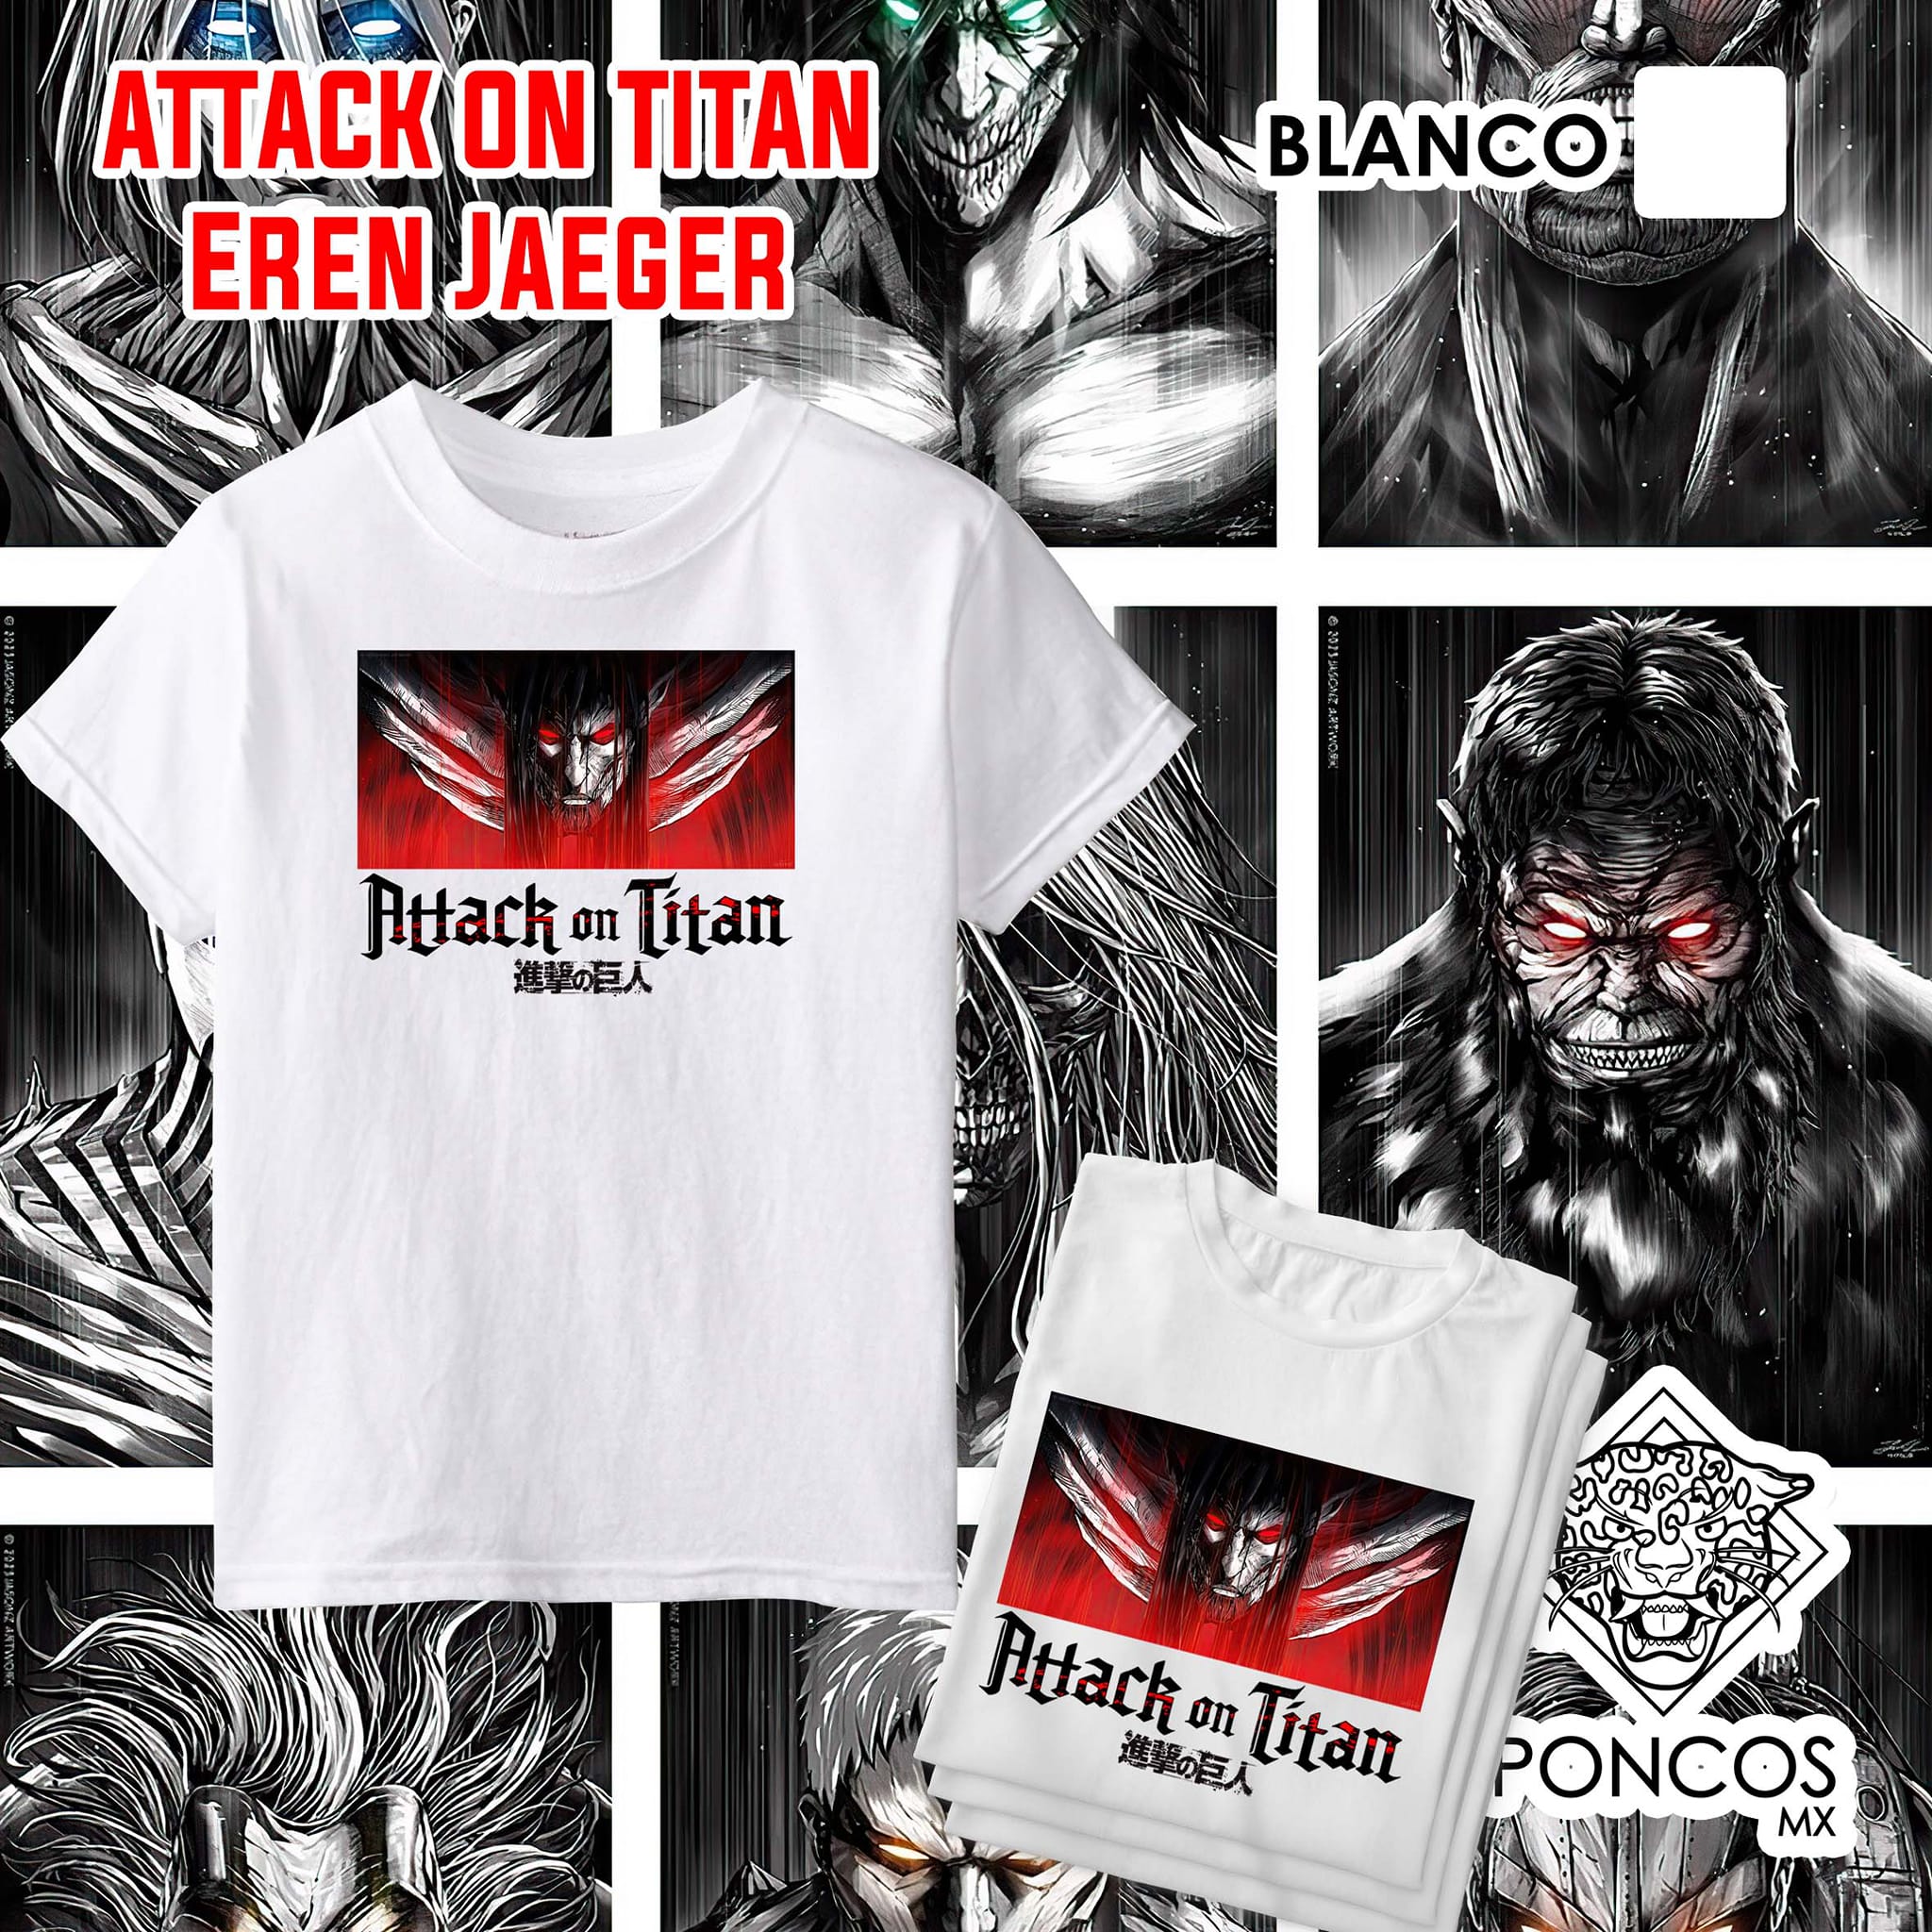 ATTACK ON TITAN
EREN JAEGER
BLANCO
Attack on Titan
進撃の巨人
Attack on Titan
進撃の巨人
PONCOS
MX